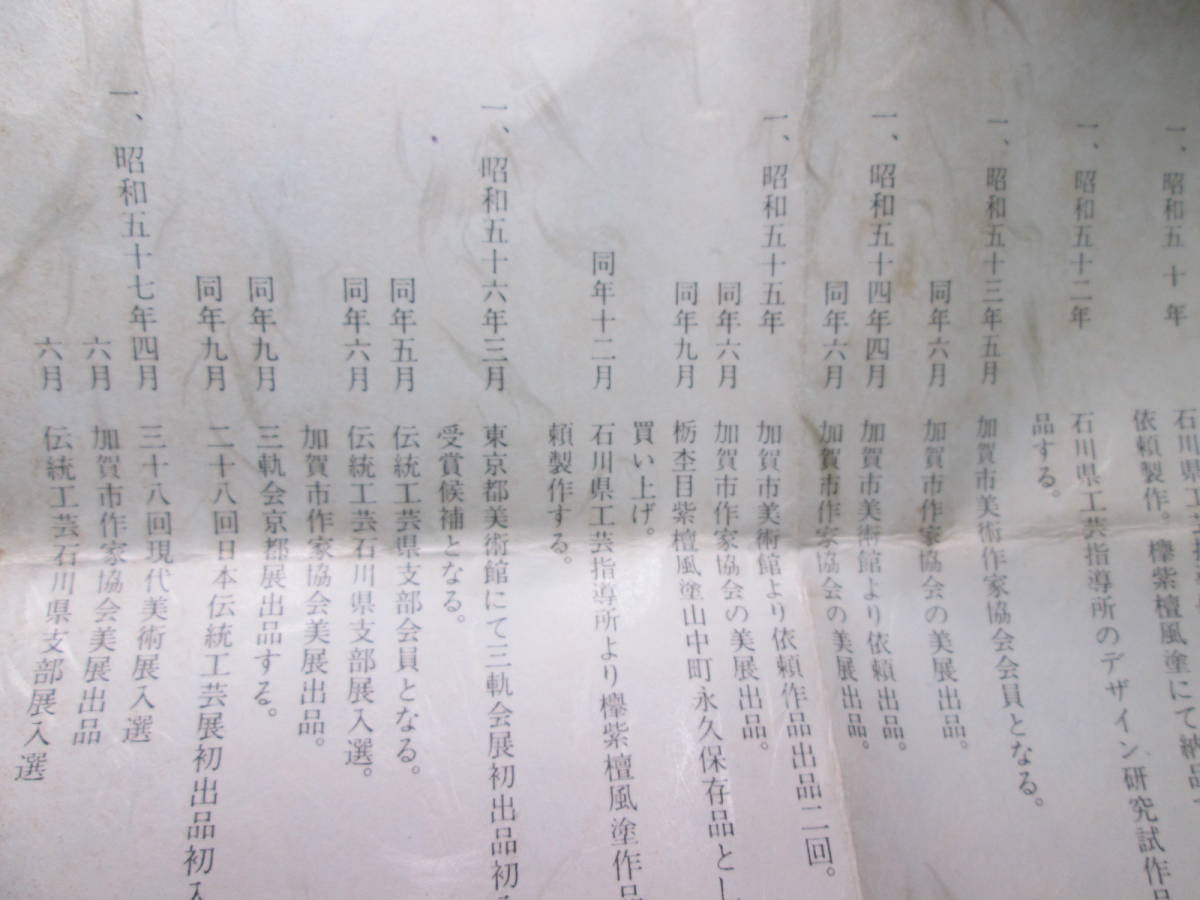 一、昭和五十年
石川県工芸指
依頼製作。欅紫檀風塗にて納品
一、昭和五十二年
石川県工芸指導所のデザイン研究試作品
品する。
一、昭和五十三年五月 加賀市美術作家協会会員となる。
同年六月 加賀市作家協会の美展出品。
一、昭和五十四年四月 加賀市美術館より依頼出品。
同年六月 加賀市作家協会の美展出品。
一、昭和五十五年 加賀市美術館より依頼作品出品二回。
同年六月 加賀市作家協会の美展出品。
同年九月 栃杢目紫檀風塗山中町永久保存品とし
買い上げ。
同年十二月 石川県工芸指導所より欅紫檀風塗作品
頼製作する。
一、昭和五十六年三月 東京都美術館にて三軌会展初出品初
受賞候補となる。
同年五月 伝統工芸県支部会員となる。
同年六月 伝統工芸石川県支部展入選。
加賀市作家協会美展出品。
同年九月 三軌会京都展出品する。
同年九月 二十八回日本伝統工芸展初出品初入
一、昭和五十七年四月 三十八回現代美術展入選
六月 加賀市作家協会美展出品
六月 伝統工芸石川県支部展入選